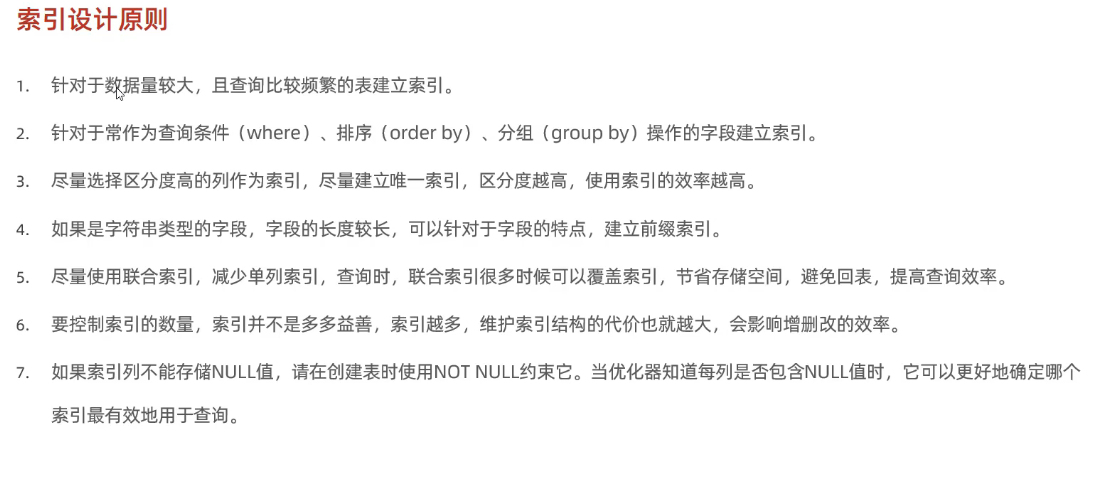 索引设计原则
1. 针对于数据量较大，且查询比较频繁的表建立索引。
2. 针对于常作为查询条件（where）、排序（order by）、分组（group by）操作的字段建立索引。
3. 尽量选择区分度高的列作为索引，尽量建立唯一索引，区分度越高，使用索引的效率越高。
4. 如果是字符串类型的字段，字段的长度较长，可以针对于字段的特点，建立前缀索引。
5. 尽量使用联合索引，减少单列索引，查询时，联合索引很多时候可以覆盖索引，节省存储空间，避免回表，提高查询效率。
6. 要控制索引的数量，索引并不是多多益善，索引越多，维护索引结构的代价也就越大，会影响增删改的效率。
7. 如果索引列不能存储NULL值，请在创建表时使用NOT NULL约束它。当优化器知道每列是否包含NULL值时，它可以更好地确定哪个
索引最有效地用于查询。